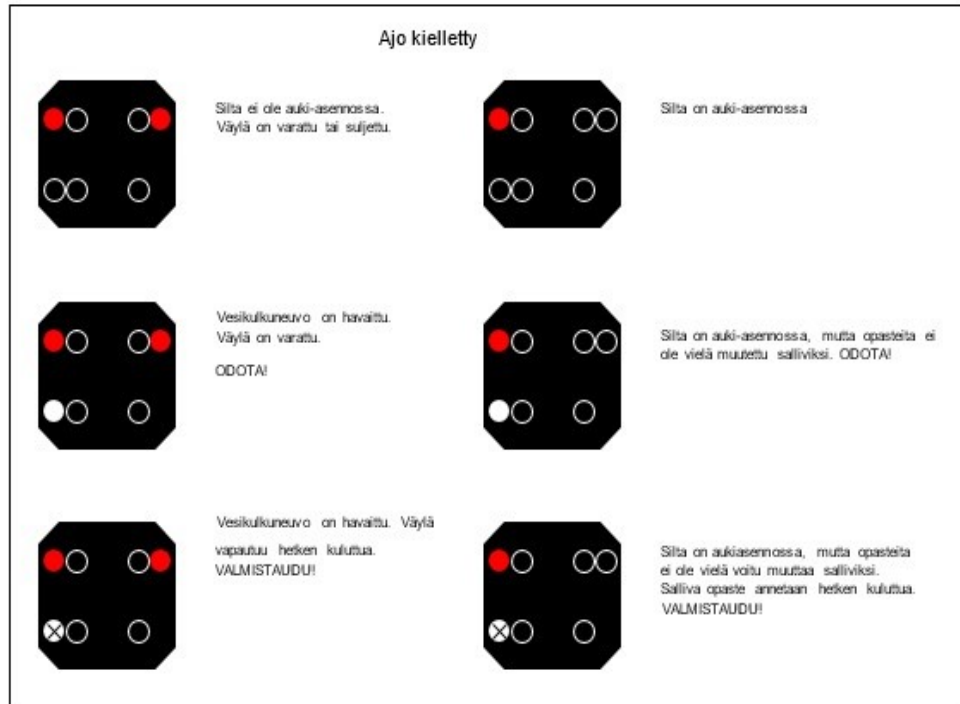 Ajo kielletty
Silta ei ole auki-asennossa.
Väylä on varattu tai suljettu.
Silta on auki-asennossa
Vesikulkuneuvo on havaittu.
Väylä on varattu.
ODOTA!
Silta on auki-asennossa, mutta opasteita ei
ole vielä muutettu salliviksi. ODOTA!
Vesikulkuneuvo on havaittu. Väylä
vapautuu hetken kuluttua.
VALMISTAUDU!
Silta on aukiasennossa, mutta opasteita
ei ole vielä voitu muuttaa salliviksi.
Salliva opaste annetaan hetken kuluttua.
VALMISTAUDU!